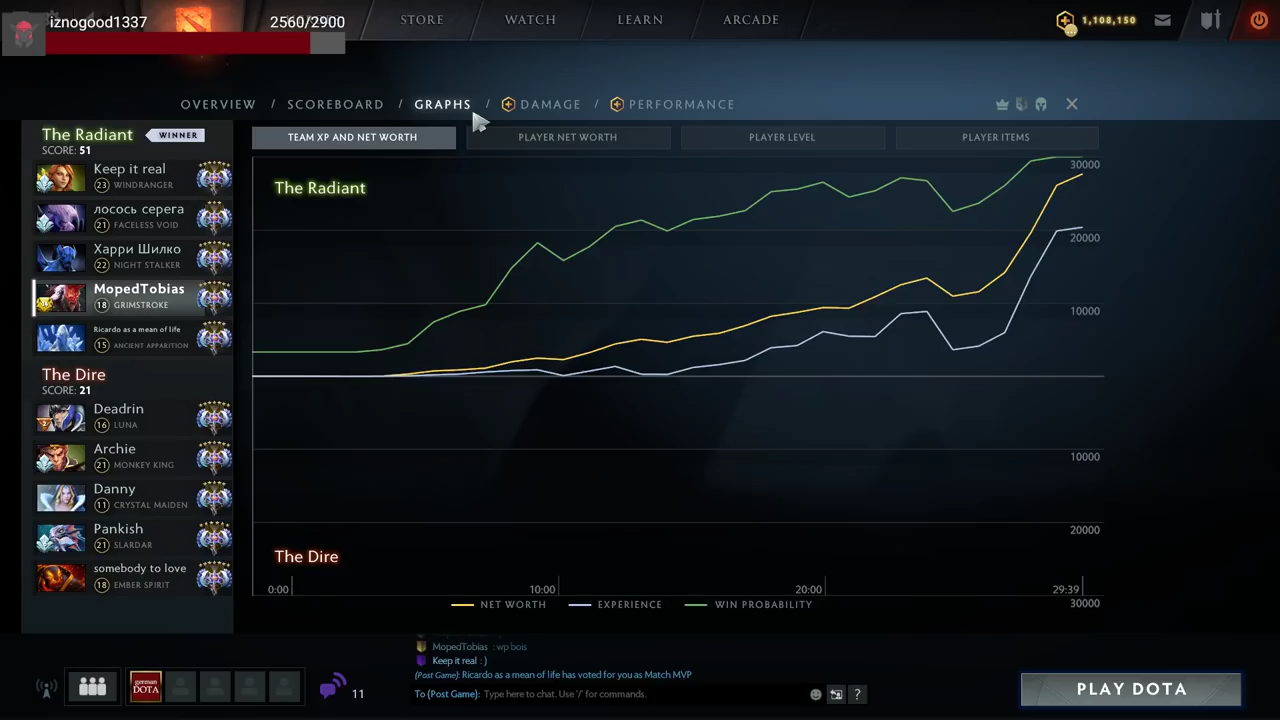 iznogood1337
2560/2900
STORE
WATCH
LEARN
ARCADE
1,108,150
OVERVIEW / SCOREBOARD / GRAPHS / DAMAGE / PERFORMANCE
The Radiant
WINNER
SCORE: 51
Keep it real
23 WINDRANGER
лосось серега
21 FACELESS VOID
Харри Шилко
22 NIGHT STALKER
MopedTobias
18 GRIMSTROKE
Ricardo as a mean of life
15 ANCIENT APPARITION
The Dire
SCORE: 21
Deadrin
16 LUNA
Archie
21 MONKEY KING
Danny
11 CRYSTAL MAIDEN
Pankish
21 SLARDAR
somebody to love
18 EMBER SPIRIT
TEAM XP AND NET WORTH
PLAYER NET WORTH
PLAYER LEVEL
PLAYER ITEMS
The Radiant
30000
20000
10000
10000
20000
The Dire
0:00
10:00
20:00
29:39
30000
NET WORTH
EXPERIENCE
WIN PROBABILITY
MopedTobias : wp bois
Keep it real : )
(Post Game): Ricardo as a mean of life has voted for you as Match MVP
To (Post Game): Type here to chat. Use '/' for commands.
?
german
DOTA
11
PLAY DOTA